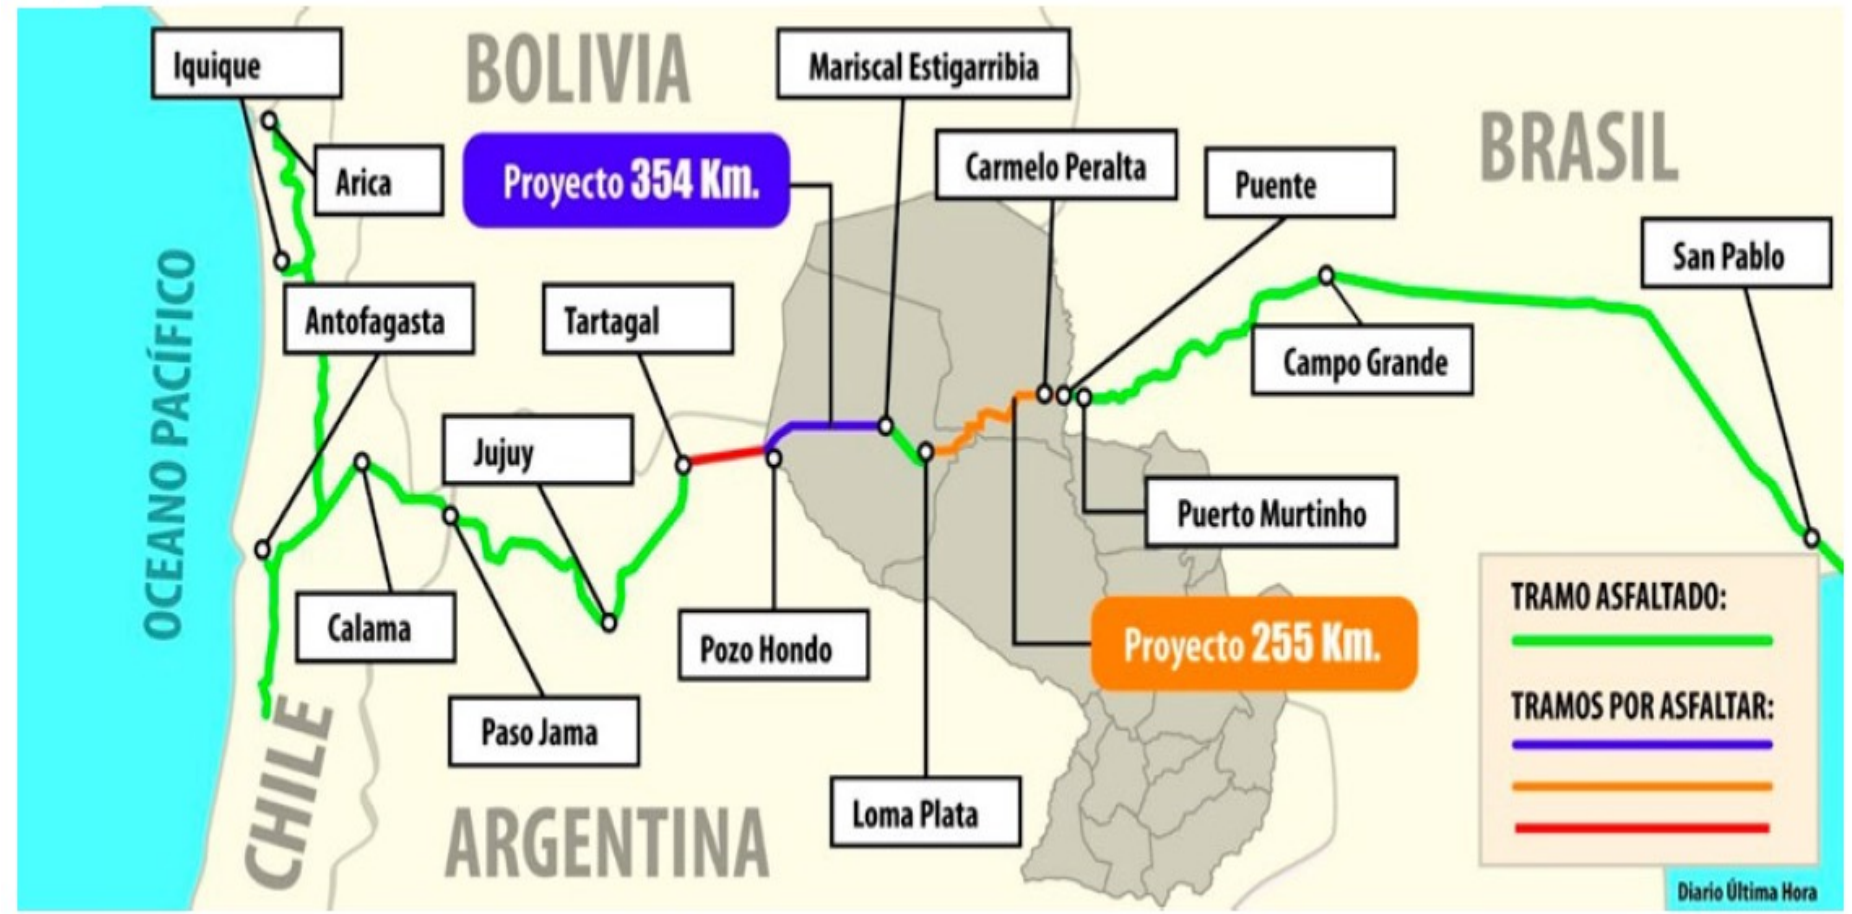 Iquique
BOLIVIA
Mariscal Estigarribia
BRASIL
Arica
Proyecto 354 Km.
Carmelo Peralta
Puente
San Pablo
OCEANO PACÍFICO
Antofagasta
Tartagal
Campo Grande
Jujuy
Puerto Murtinho
Calama
Pozo Hondo
Proyecto 255 Km.
Paso Jama
Loma Plata
CHILE
ARGENTINA
TRAMO ASFALTADO:
TRAMOS POR ASFALTAR:
Diario Última Hora